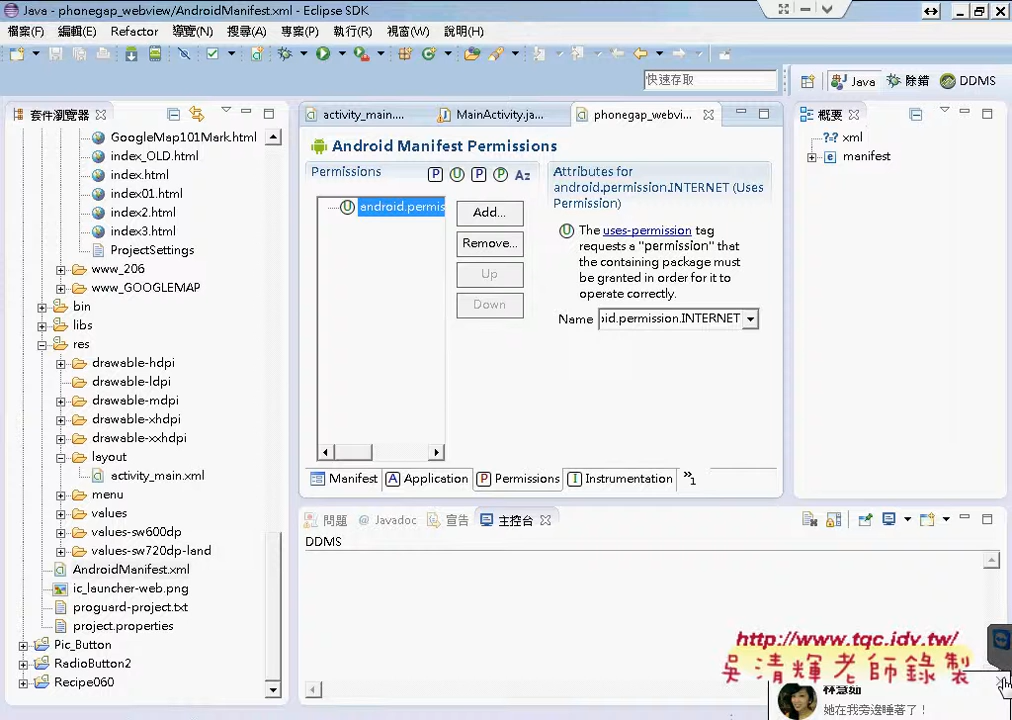 Java - phonegap_webview/AndroidManifest.xml - Eclipse SDK
檔案(F) 編輯(E) Refactor 導覽(N) 搜尋(A) 專案(P) 執行(R) 視窗(W) 說明(H)
快速存取
Java 除錯 DDMS
套件瀏覽器
GoogleMap101Mark.html
index_OLD.html
index.html
index01.html
index2.html
index3.html
ProjectSettings
www_206
www_GOOGLEMAP
bin
libs
res
drawable-hdpi
drawable-ldpi
drawable-mdpi
drawable-xhdpi
drawable-xxhdpi
layout
activity_main.xml
menu
values
values-sw600dp
values-sw720dp-land
AndroidManifest.xml
ic_launcher-web.png
proguard-project.txt
project.properties
Pic_Button
RadioButton2
Recipe060
activity_main.... MainActivity.ja... phonegap_webvi...
Android Manifest Permissions
Permissions
P U P P Az
U android.permis
Add...
Remove...
Up
Down
Attributes for
android.permission.INTERNET (Uses
Permission)
U The uses-permission tag
requests a "permission" that
the containing package must
be granted in order for it to
operate correctly.
Name id.permission.INTERNET
Manifest A Application P Permissions I Instrumentation »1
問題 @ Javadoc 宣告 主控台
DDMS
概要
xml
manifest
http://www.tqc.idv.tw/
吳清輝老師錄製
林慧如
她在我旁邊睡著了！